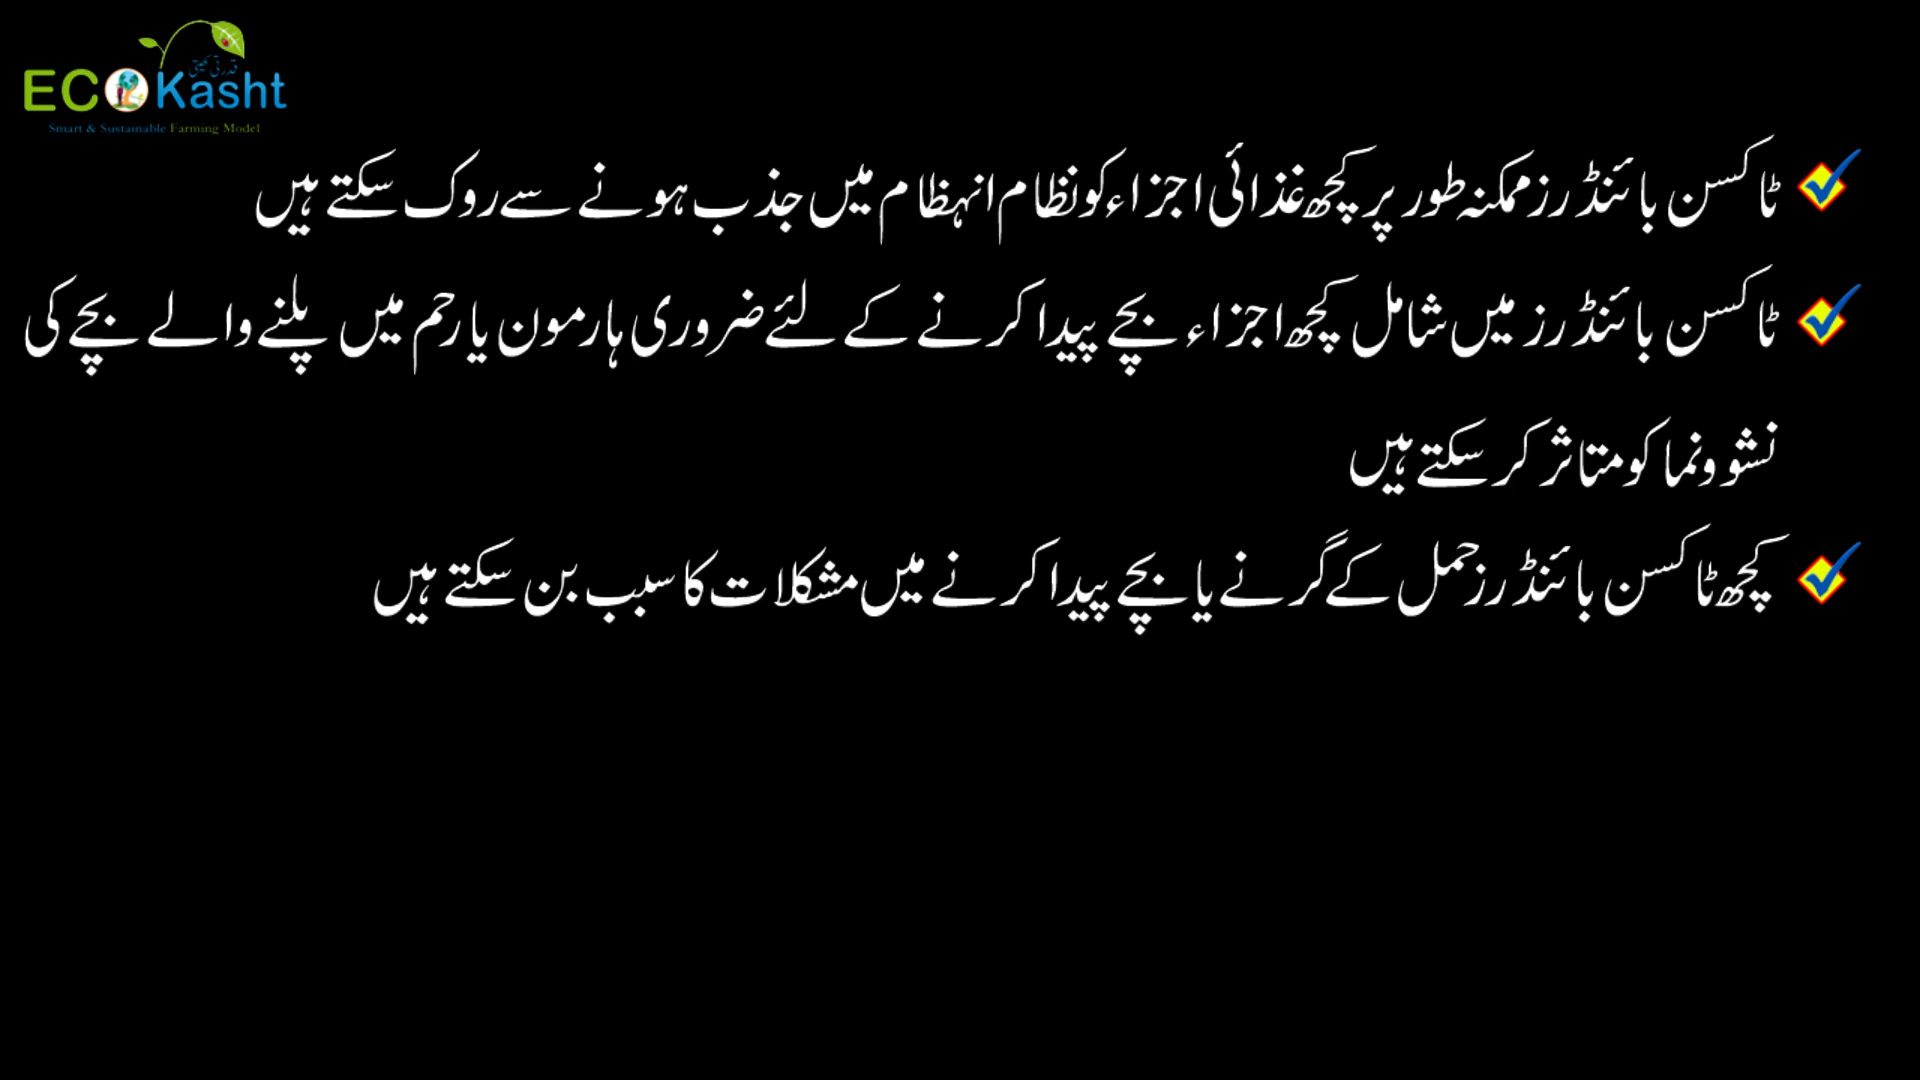 قدرتی کھیتی
ECOKasht
Smart & Sustainable Farming Model
ٹاکسن بائنڈرز ممکنہ طور پر کچھ غذائی اجزاء کو نظام انہظام میں جذب ہونے سے روک سکتے ہیں
ٹاکسن بائنڈرز میں شامل کچھ اجزاء بچے پیدا کرنے کے لئے ضروری ہارمون یا رحم میں پلنے والے بچے کی
نشوونما کو متاثر کر سکتے ہیں
کچھ ٹاکسن بائنڈرز حمل کے گرنے یا بچے پیدا کرنے میں مشکلات کا سبب بن سکتے ہیں